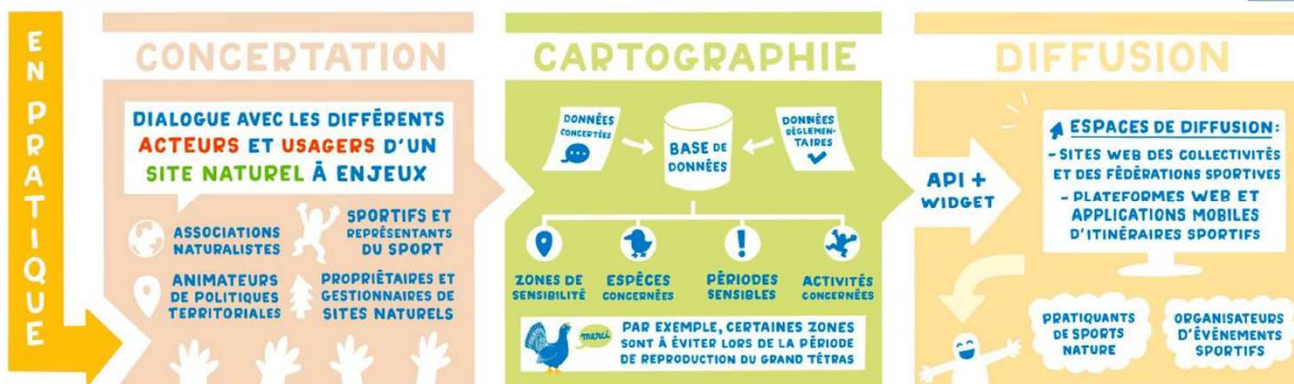 EN PRATIQUE
CONCERTATION
DIALOGUE AVEC LES DIFFÉRENTS
ACTEURS ET USAGERS D'UN
SITE NATUREL À ENJEUX
ASSOCIATIONS
NATURALISTES
SPORTIFS ET
REPRÉSENTANTS
DU SPORT
ANIMATEURS
DE POLITIQUES
TERRITORIALES
PROPRIÉTAIRES ET
GESTIONNAIRES DE
SITES NATURELS
CARTOGRAPHIE
DONNÉES
CONCERTÉES
BASE DE
DONNÉES
DONNÉES
RÈGLEMEN-
TAIRES
ZONES DE
SENSIBILITÉ
ESPÈCES
CONCERNÉES
PÉRIODES
SENSIBLES
ACTIVITÉS
CONCERNÉES
merci
PAR EXEMPLE, CERTAINES ZONES
SONT À ÉVITER LORS DE LA PÉRIODE
DE REPRODUCTION DU GRAND TÉTRAS
API +
WIDGET
DIFFUSION
ESPACES DE DIFFUSION:
- SITES WEB DES COLLECTIVITÉS
ET DES FÉDÉRATIONS SPORTIVES
- PLATEFORMES WEB ET
APPLICATIONS MOBILES
D'ITINÉRAIRES SPORTIFS
PRATIQUANTS
DE SPORTS
NATURE
ORGANISATEURS
D'ÉVÉNEMENTS
SPORTIFS